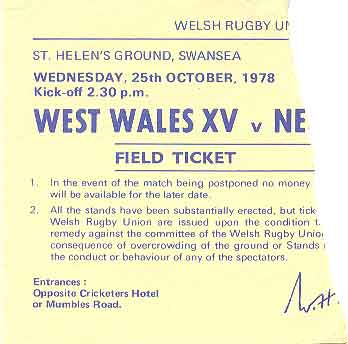 WELSH RUGBY UN
ST. HELEN'S GROUND, SWANSEA
WEDNESDAY, 25th OCTOBER, 1978
Kick-off 2.30 p.m.
WEST WALES XV v NE
FIELD TICKET
1. In the event of the match being postponed no money
will be available for the later date.
2. All the stands have been substantially erected, but tick
Welsh Rugby Union are issued upon the condition t
remedy against the committee of the Welsh Rugby Union
consequence of overcrowding of the ground or Stands
the conduct or behaviour of any of the spectators.
Entrances :
Opposite Cricketers Hotel
or Mumbles Road.
W.H.